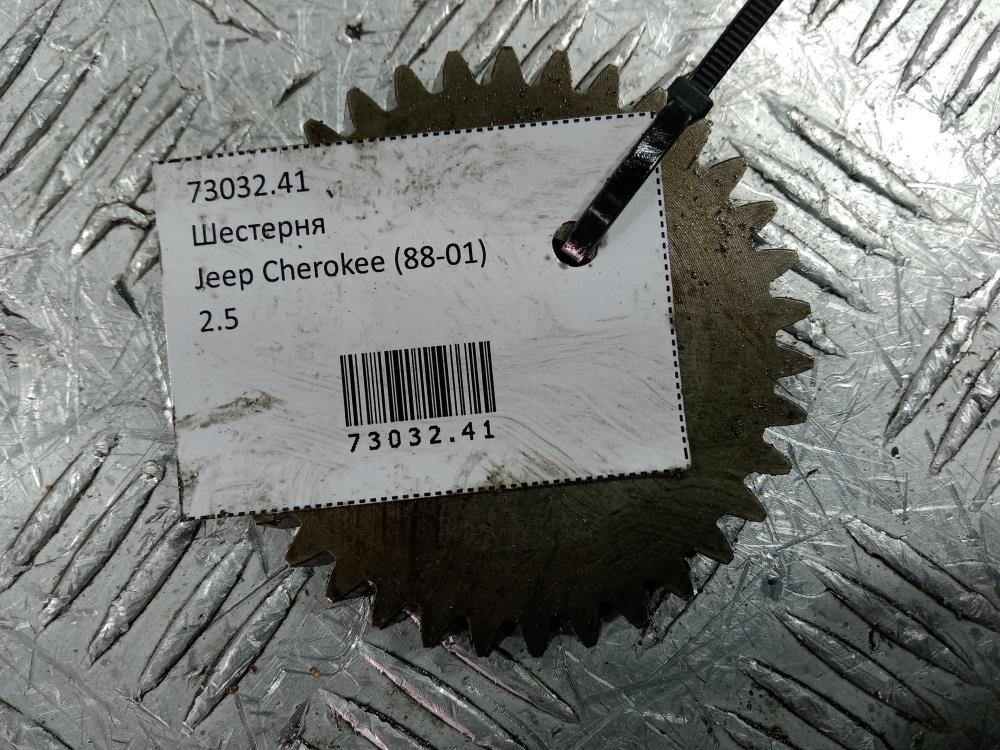 73032.41
Шестерня
Jeep Cherokee (88-01)
2.5
73032.41